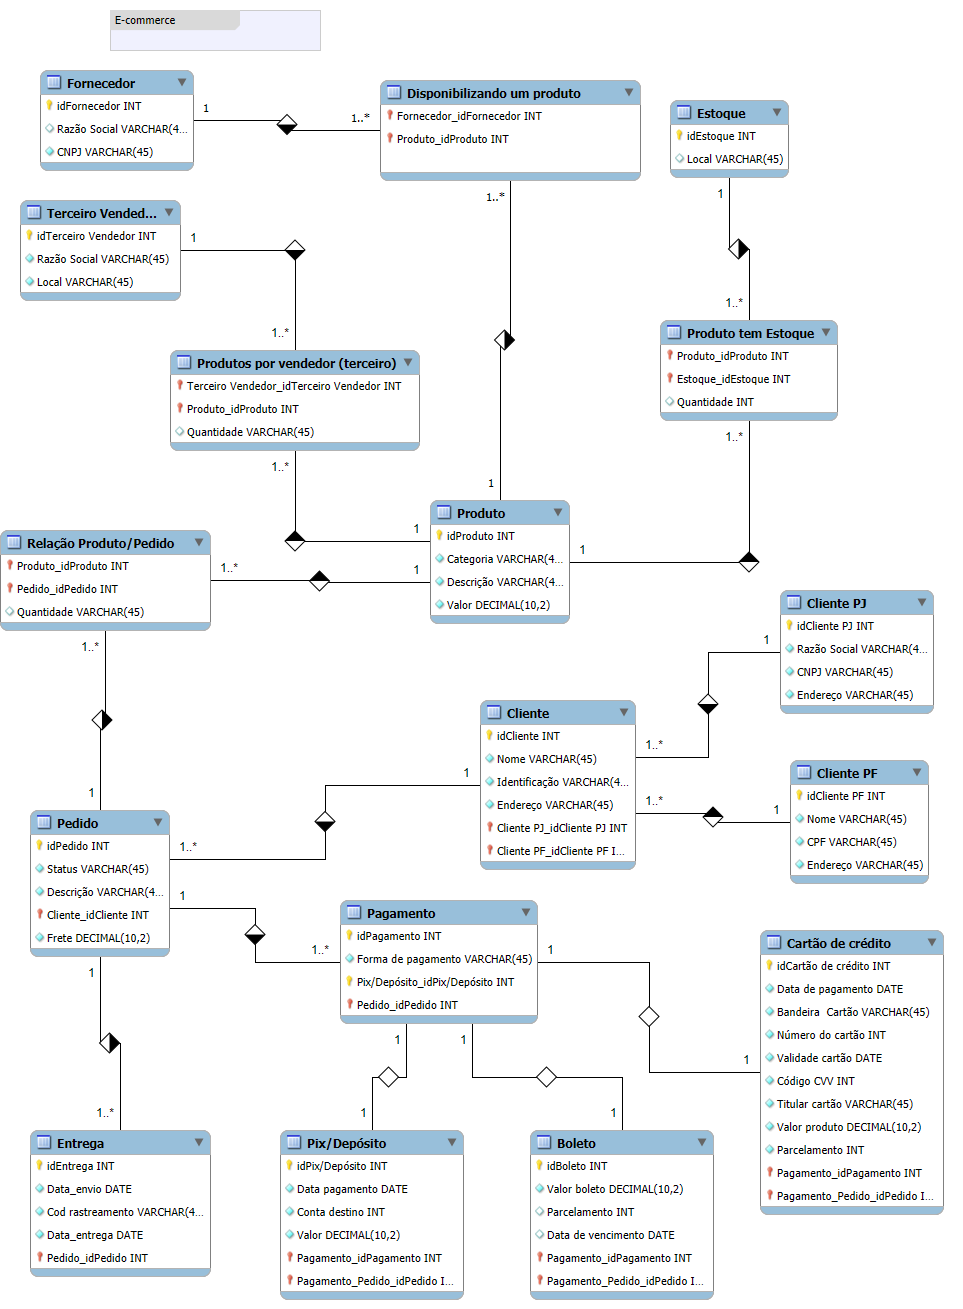 E-commerce
Fornecedor
idFornecedor INT
Razão Social VARCHAR(4...
CNPJ VARCHAR(45)
1
1..*
Disponibilizando um produto
Fornecedor_idFornecedor INT
Produto_idProduto INT
1..*
1
Estoque
idEstoque INT
Local VARCHAR(45)
1
1..*
Terceiro Vended...
idTerceiro Vendedor INT
Razão Social VARCHAR(45)
Local VARCHAR(45)
1
1..*
Produtos por vendedor (terceiro)
Terceiro Vendedor_idTerceiro Vendedor INT
Produto_idProduto INT
Quantidade VARCHAR(45)
1..*
1
Produto tem Estoque
Produto_idProduto INT
Estoque_idEstoque INT
Quantidade INT
1..*
1
Produto
idProduto INT
Categoria VARCHAR(4...
Descrição VARCHAR(4...
Valor DECIMAL(10,2)
Relação Produto/Pedido
Produto_idProduto INT
Pedido_idPedido INT
Quantidade VARCHAR(45)
1..*
1
1..*
1
Cliente PJ
idCliente PJ INT
Razão Social VARCHAR(4...
CNPJ VARCHAR(45)
Endereço VARCHAR(45)
1
1..*
Cliente
idCliente INT
Nome VARCHAR(45)
Identificação VARCHAR(4...
Endereço VARCHAR(45)
Cliente PJ_idCliente PJ INT
Cliente PF_idCliente PF I...
1..*
1
Cliente PF
idCliente PF INT
Nome VARCHAR(45)
CPF VARCHAR(45)
Endereço VARCHAR(45)
1
1..*
Pedido
idPedido INT
Status VARCHAR(45)
Descrição VARCHAR(4...
Cliente_idCliente INT
Frete DECIMAL(10,2)
1
1..*
Pagamento
idPagamento INT
Forma de pagamento VARCHAR(45)
Pix/Depósito_idPix/Depósito INT
Pedido_idPedido INT
1
1
Cartão de crédito
idCartão de crédito INT
Data de pagamento DATE
Bandeira  Cartão VARCHAR(45)
Número do cartão INT
Validade cartão DATE
Código CVV INT
Titular cartão VARCHAR(45)
Valor produto DECIMAL(10,2)
Parcelamento INT
Pagamento_idPagamento INT
Pagamento_Pedido_idPedido I...
1
1..*
1
1
1
1
Entrega
idEntrega INT
Data_envio DATE
Cod rastreamento VARCHAR(4...
Data_entrega DATE
Pedido_idPedido INT
Pix/Depósito
idPix/Depósito INT
Data pagamento DATE
Conta destino INT
Valor DECIMAL(10,2)
Pagamento_idPagamento INT
Pagamento_Pedido_idPedido I...
Boleto
idBoleto INT
Valor boleto DECIMAL(10,2)
Parcelamento INT
Data de vencimento DATE
Pagamento_idPagamento INT
Pagamento_Pedido_idPedido I...